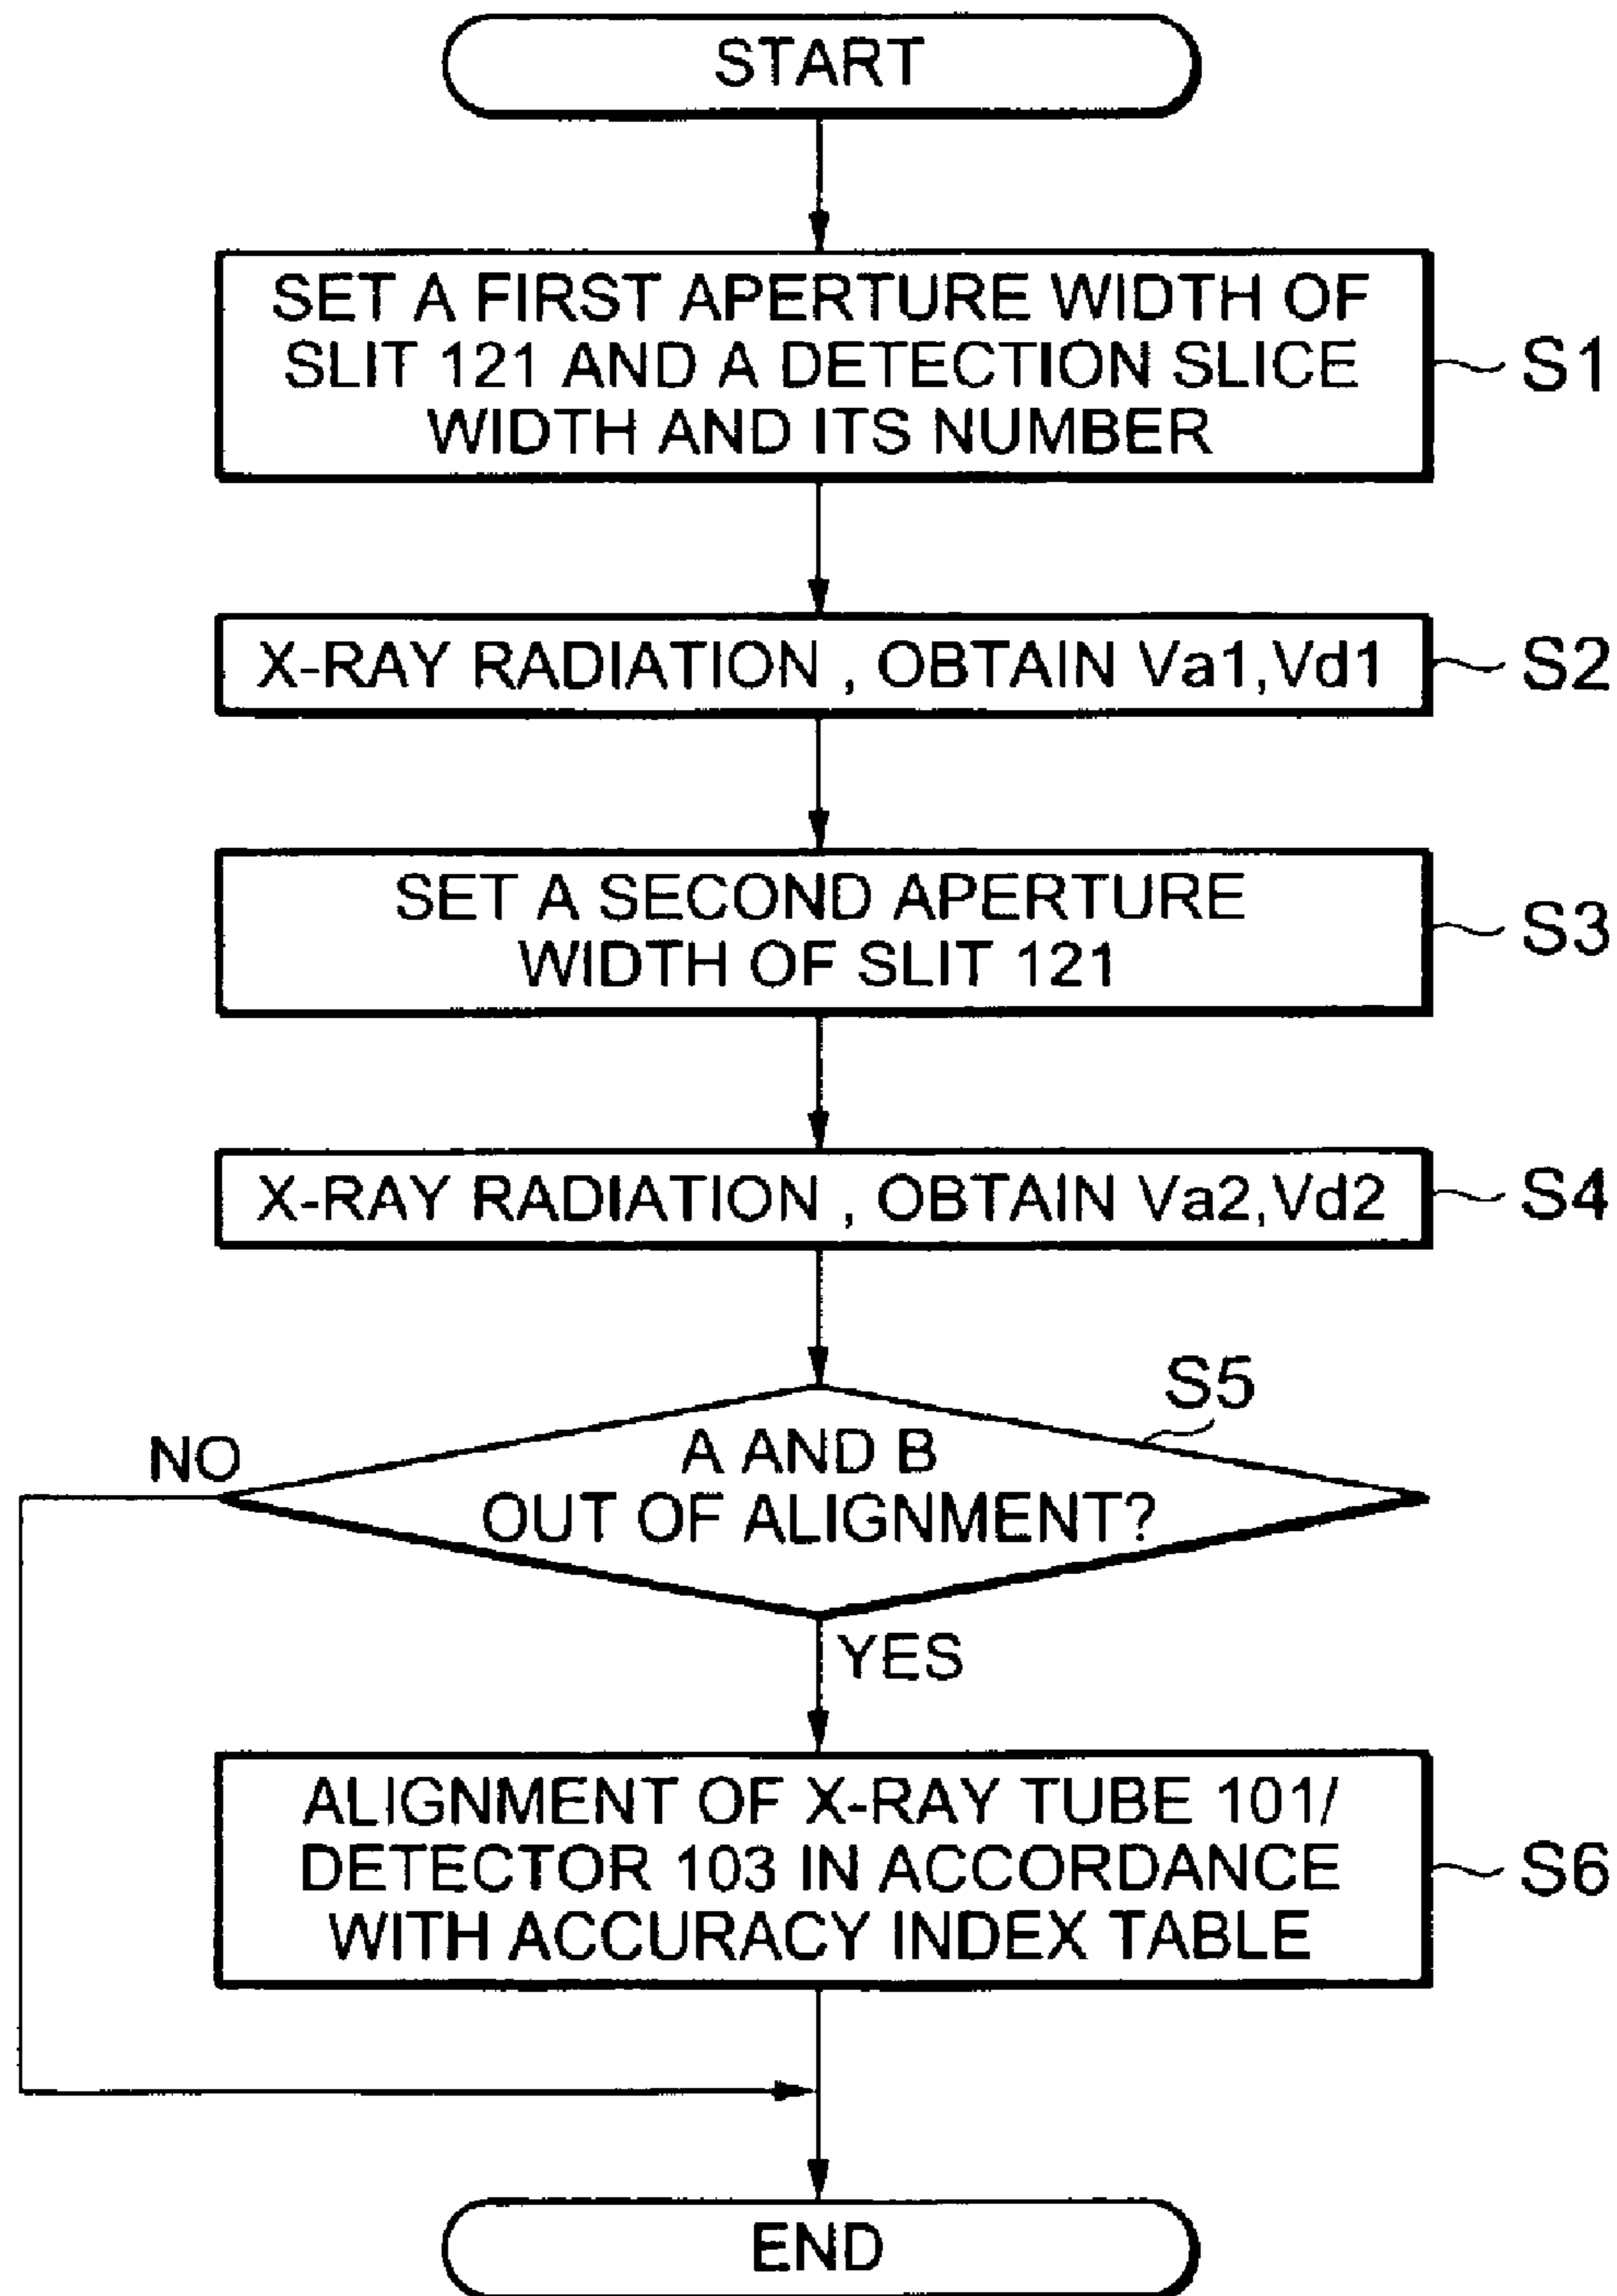 START
SET A FIRST APERTURE WIDTH OF
SLIT 121 AND A DETECTION SLICE
WIDTH AND ITS NUMBER
S1
X-RAY RADIATION , OBTAIN Va1,Vd1
S2
SET A SECOND APERTURE
WIDTH OF SLIT 121
S3
X-RAY RADIATION , OBTAIN Va2,Vd2
S4
S5
A AND B
OUT OF ALIGNMENT?
NO
YES
ALIGNMENT OF X-RAY TUBE 101/
DETECTOR 103 IN ACCORDANCE
WITH ACCURACY INDEX TABLE
S6
END